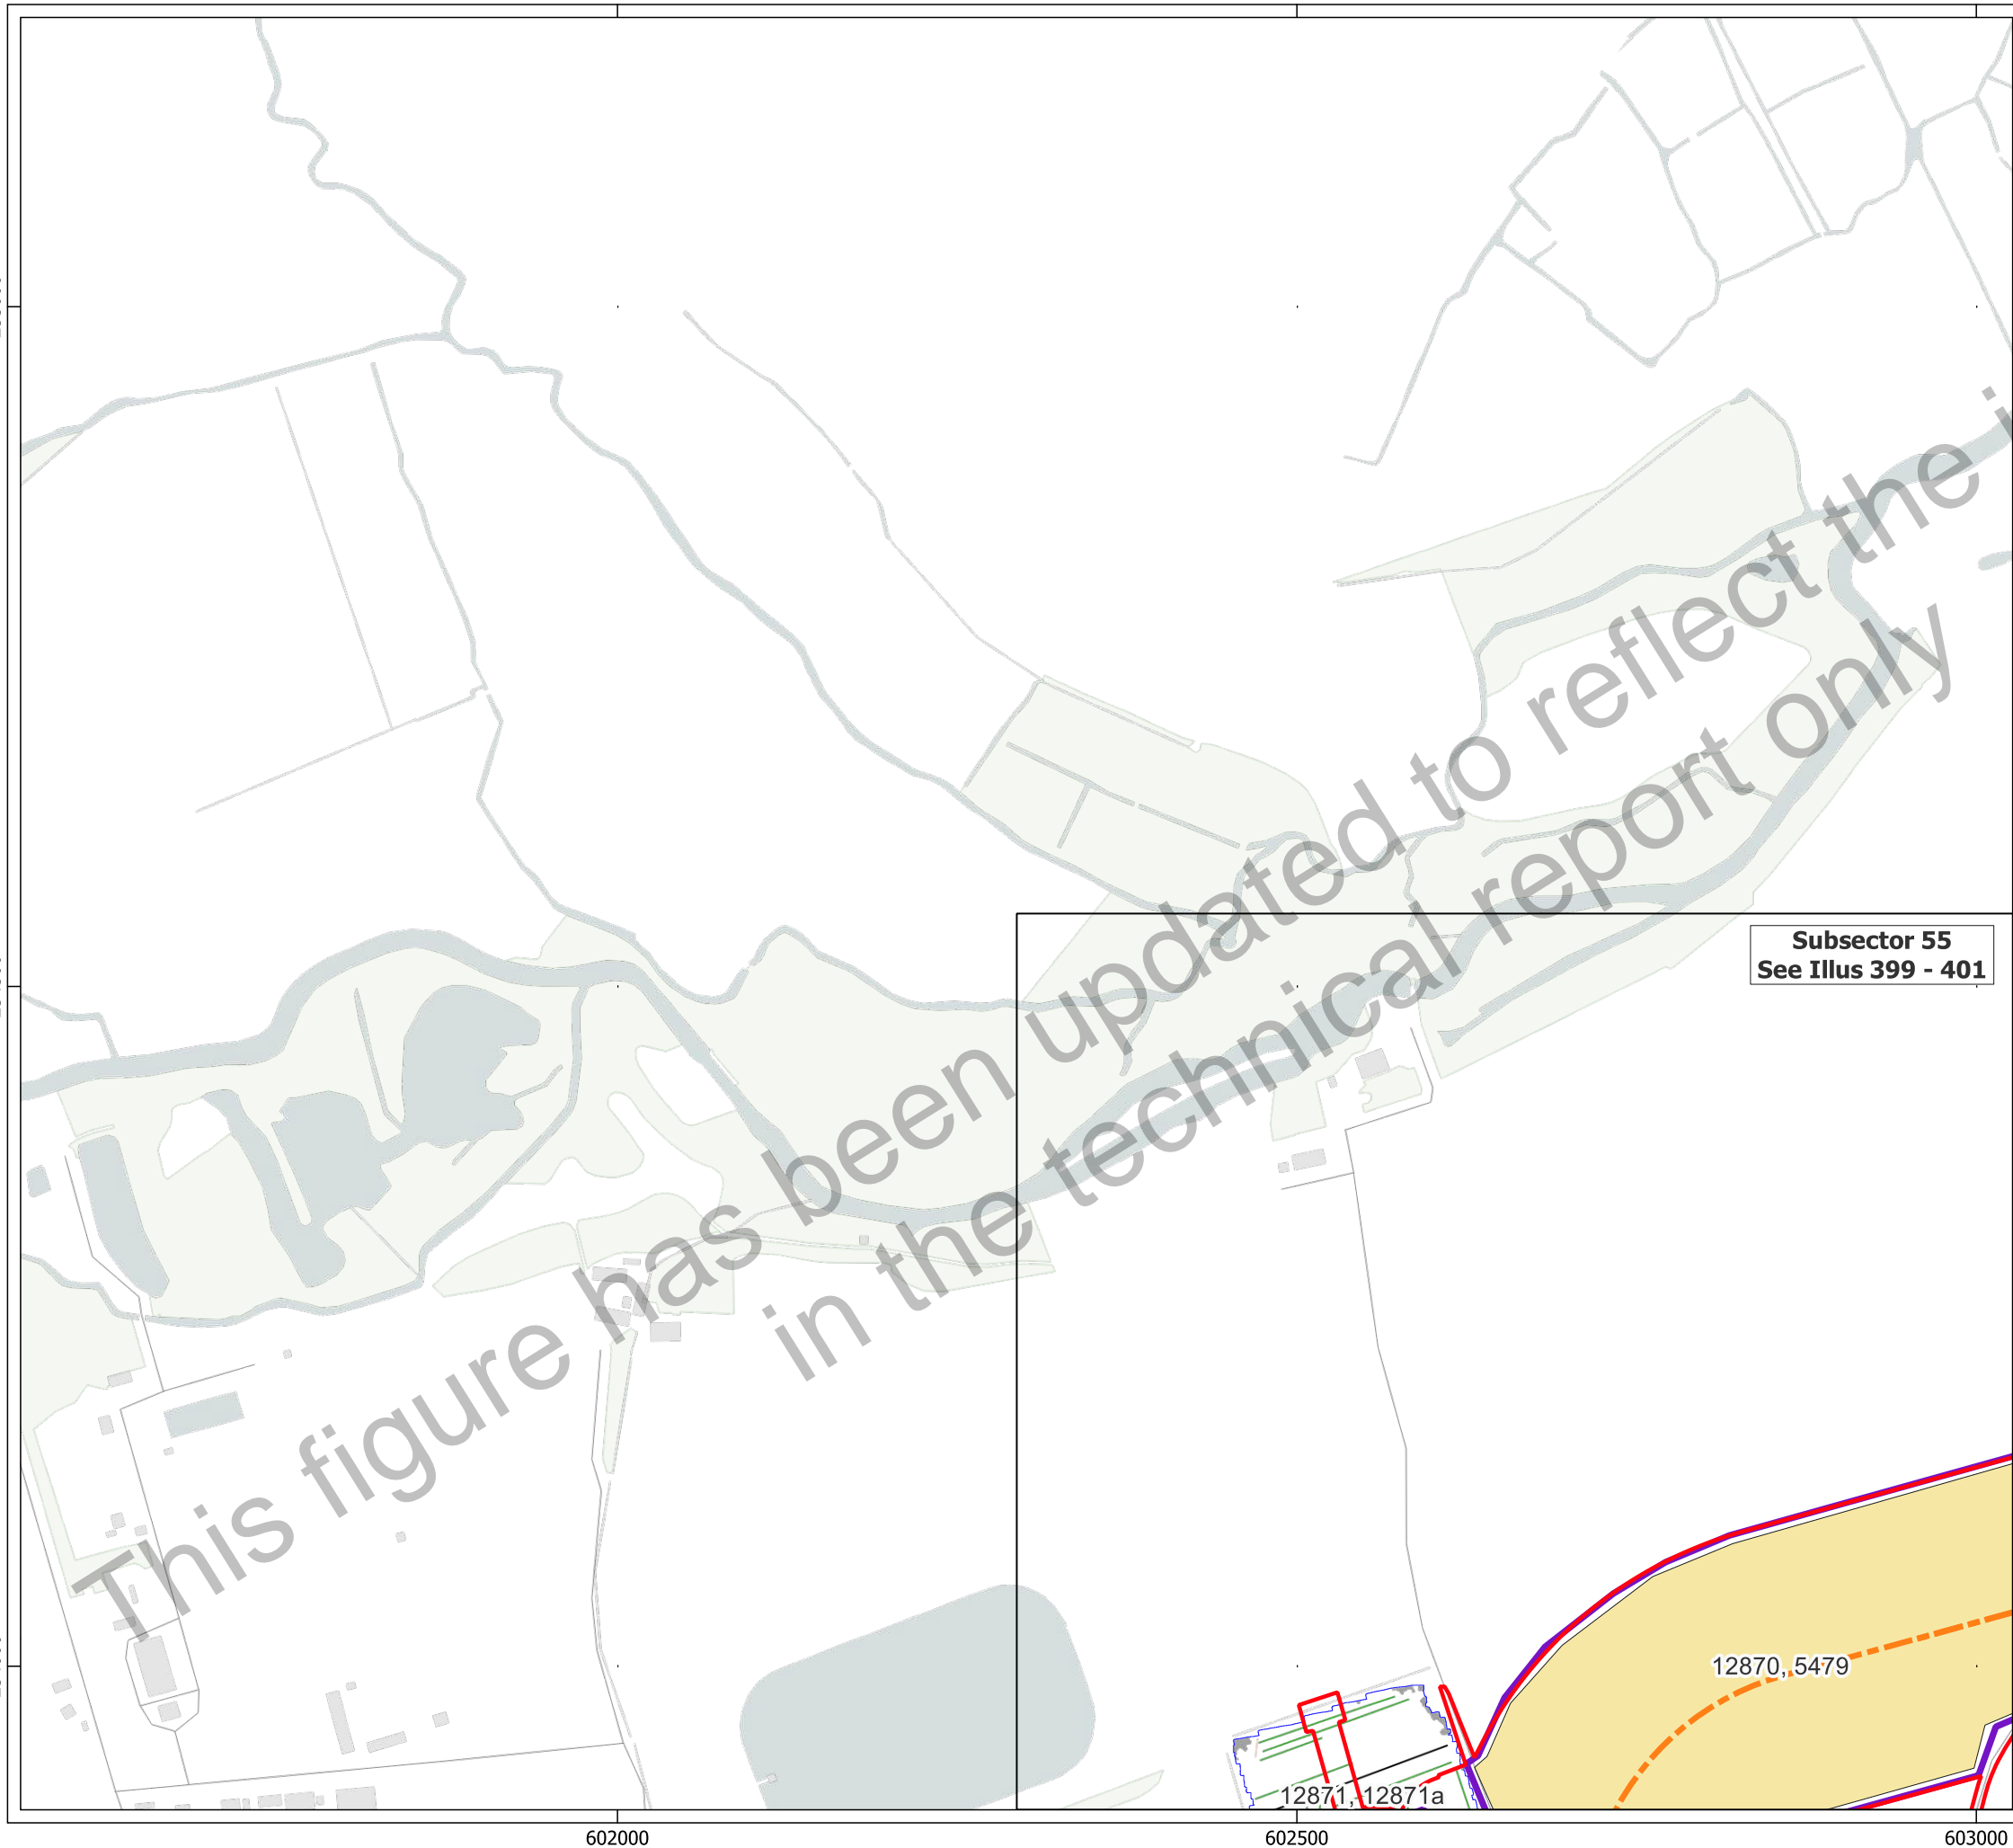 This figure has been updated to reflect the i
in the technical report only
Subsector 55
See Illus 399 - 401
12870, 5479
12871, 12871a
602000
602500
603000